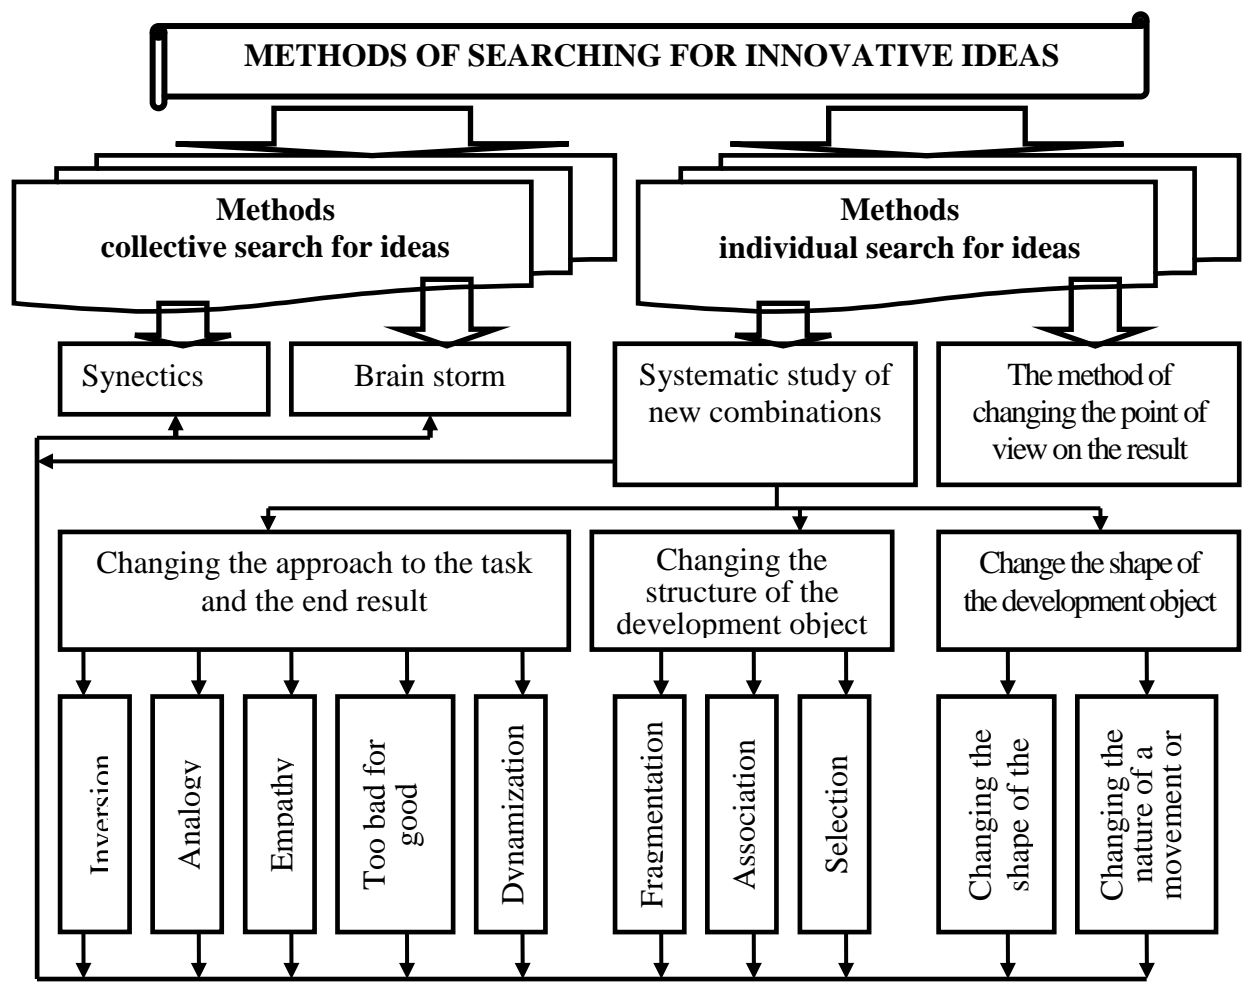 METHODS OF SEARCHING FOR INNOVATIVE IDEAS
Methods
collective search for ideas
Methods
individual search for ideas
Synectics
Brain storm
Systematic study of
new combinations
The method of
changing the point of
view on the result
Changing the approach to the task
and the end result
Changing the
structure of the
development object
Change the shape of
the development object
Inversion
Analogy
Empathy
Too bad for
good
Dynamization
Fragmentation
Association
Selection
Changing the
shape of the
Changing the
nature of a
movement or